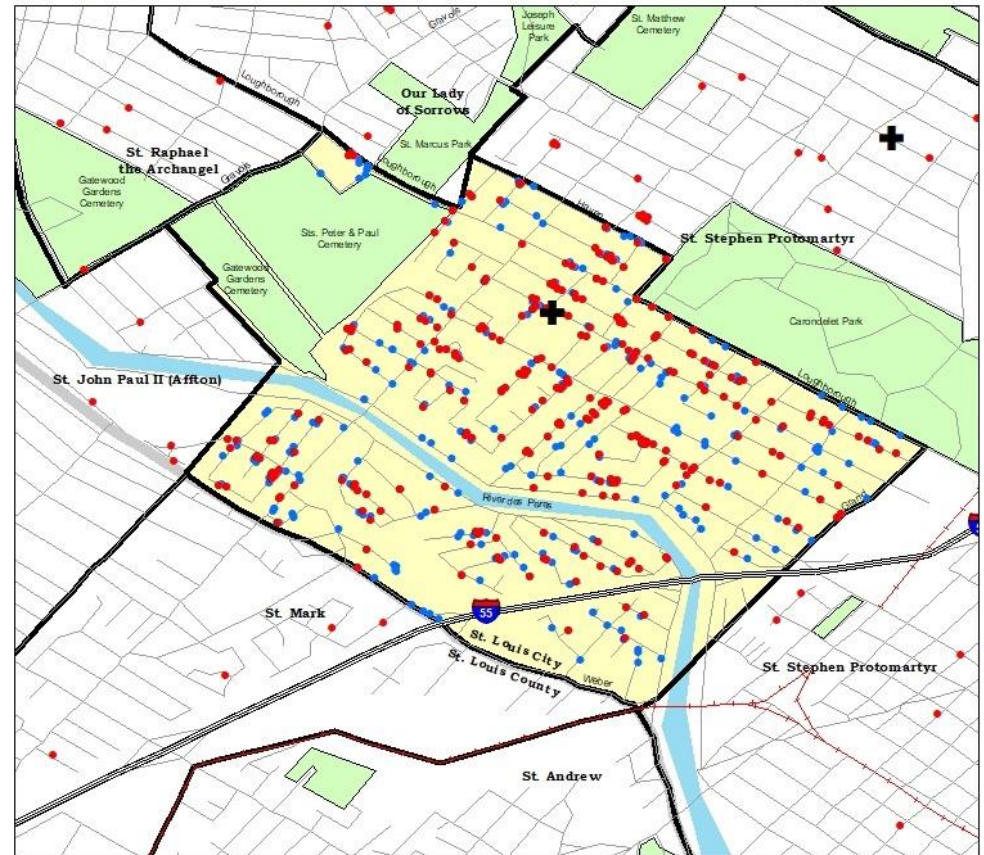 Joseph
Leisure
Park
Gravois
St. Matthew
Cemetery
Loughborough
Our Lady
of Sorrows
St. Marcus Park
St. Raphael
the Archangel
Gravois
Loughborough
Gatewood
Gardens
Cemetery
Haven
Sts. Peter & Paul
Cemetery
St. Stephen Protomartyr
Gatewood
Gardens
Cemetery
Carondelet Park
St. John Paul II (Affton)
Loughborough
River des Peres
Grand
St. Mark
55
St. Louis City
St. Louis County
Weber
St. Stephen Protomartyr
St. Andrew